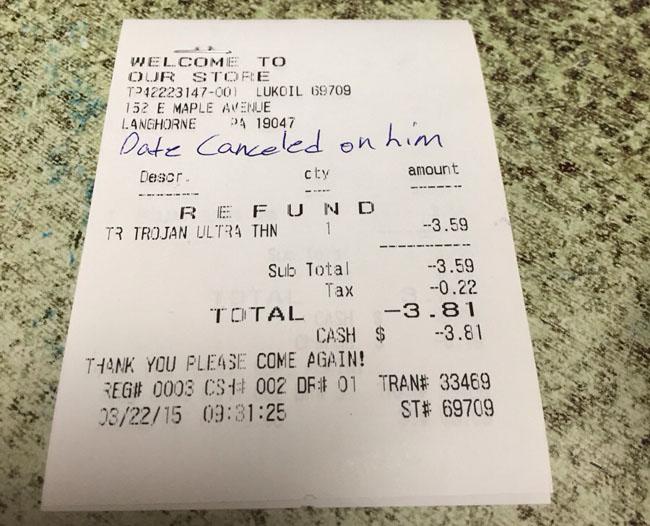 WELCOME TO
OUR STORE
TP42223147-001 LUKOIL 69709
152 E MAPLE AVENUE
LANGHORNE PA 19047
Date Canceled on him
Descr. qty amount
REFUND
TR TROJAN ULTRA THN 1 -3.59
Sub Total -3.59
Tax -0.22
TOTAL -3.81
CASH $ -3.81
THANK YOU PLEASE COME AGAIN!
REG# 0003 CSH# 002 DR# 01 TRAN# 33469
03/22/15 09:31:25 ST# 69709